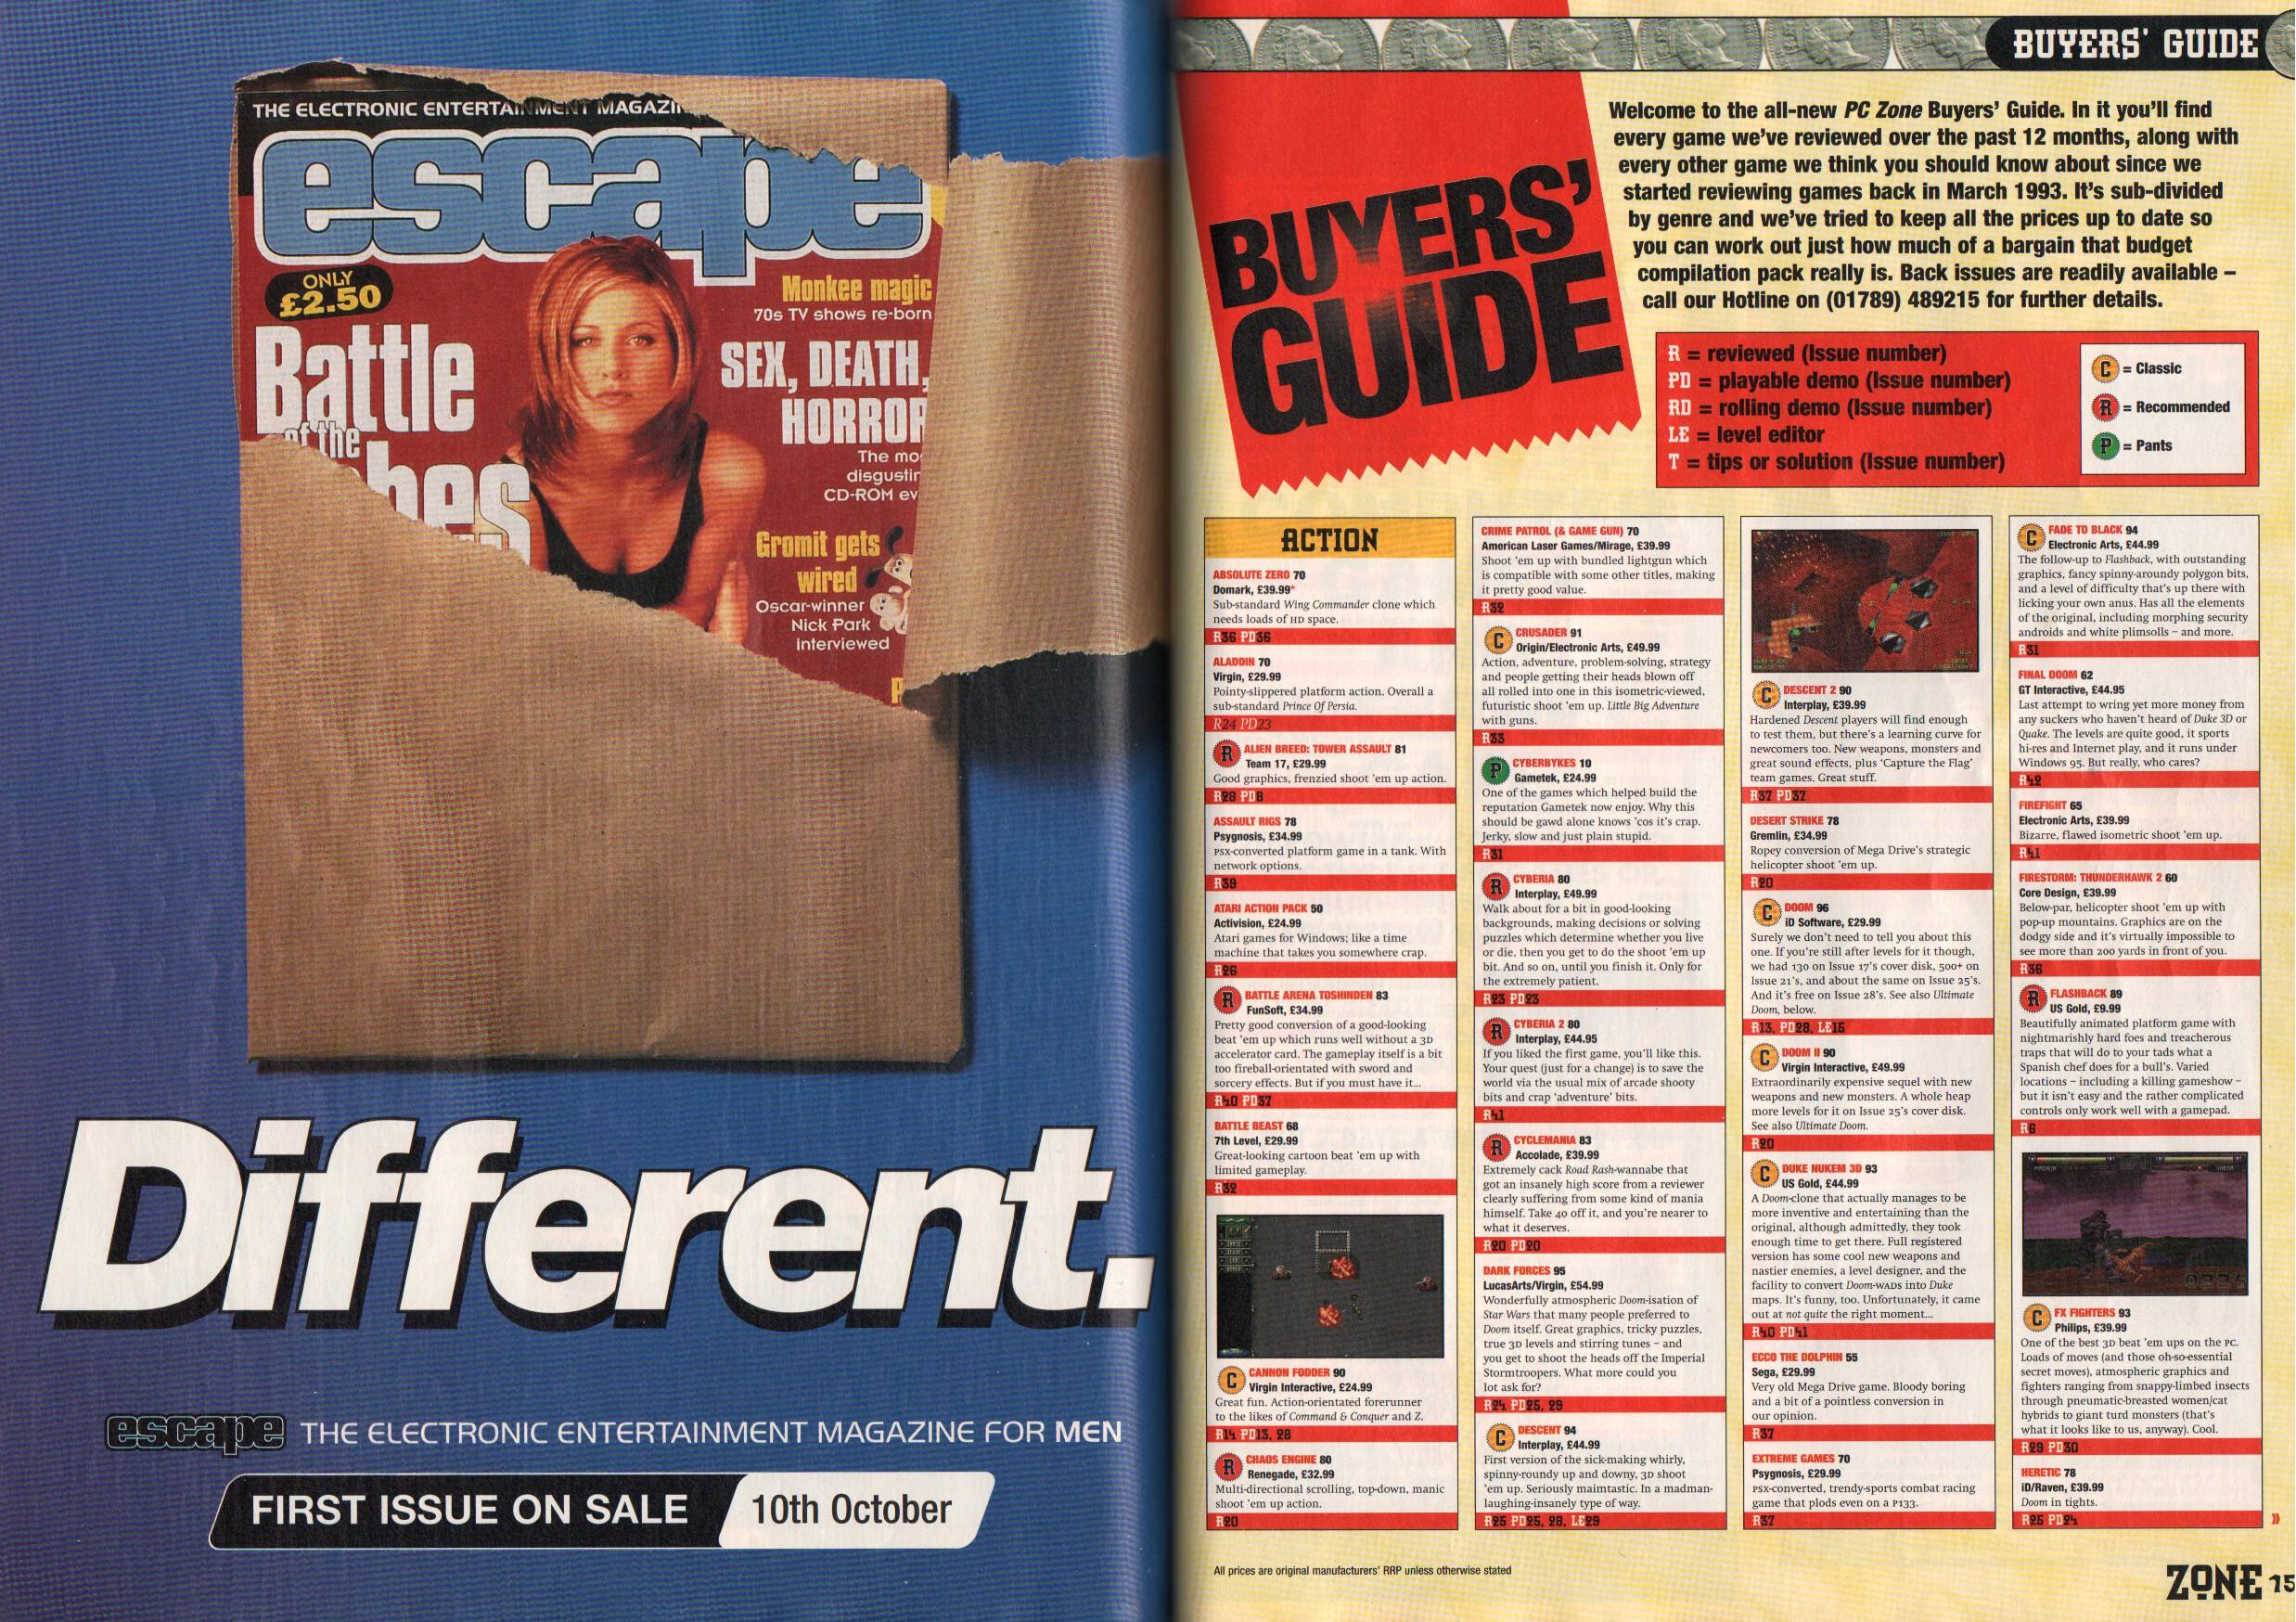 THE ELECTRONIC ENTERTAINMENT MAGAZI
escape
ONLY
£2.50
Battle
of the
bes
Monkee magic
70s TV shows re-born
SEX, DEATH,
HORROR
The mo
disgustin
CD-ROM ev
Gromit gets
wired
Oscar-winner
Nick Park
interviewed
Different.
escape THE ELECTRONIC ENTERTAINMENT MAGAZINE FOR MEN
FIRST ISSUE ON SALE 10th October
BUYERS' GUIDE
BUYERS'
GUIDE
Welcome to the all-new PC Zone Buyers' Guide. In it you'll find
every game we've reviewed over the past 12 months, along with
every other game we think you should know about since we
started reviewing games back in March 1993. It's sub-divided
by genre and we've tried to keep all the prices up to date so
you can work out just how much of a bargain that budget
compilation pack really is. Back issues are readily available –
call our Hotline on (01789) 489215 for further details.
R = reviewed (Issue number)
PD = playable demo (Issue number)
RD = rolling demo (Issue number)
LE = level editor
T = tips or solution (Issue number)
C = Classic
R = Recommended
P = Pants
ACTION
ABSOLUTE ZERO 70
Domark, £39.99*
Sub-standard Wing Commander clone which
needs loads of HD space.
R36 PD36
ALADDIN 70
Virgin, £29.99
Pointy-slippered platform action. Overall a
sub-standard Prince Of Persia.
R24 PD23
R ALIEN BREED: TOWER ASSAULT 81
Team 17, £29.99
Good graphics, frenzied shoot 'em up action.
R28 PD8
ASSAULT RIGS 78
Psygnosis, £34.99
PSX-converted platform game in a tank. With
network options.
R39
ATARI ACTION PACK 50
Activision, £24.99
Atari games for Windows; like a time
machine that takes you somewhere crap.
R26
R BATTLE ARENA TOSHINDEN 83
FunSoft, £34.99
Pretty good conversion of a good-looking
beat 'em up which runs well without a 3D
accelerator card. The gameplay itself is a bit
too fireball-orientated with sword and
sorcery effects. But if you must have it...
R40 PD37
BATTLE BEAST 68
7th Level, £29.99
Great-looking cartoon beat 'em up with
limited gameplay.
R32
C CANNON FODDER 90
Virgin Interactive, £24.99
Great fun. Action-orientated forerunner
to the likes of Command & Conquer and Z.
R14 PD13, 28
R CHAOS ENGINE 80
Renegade, £32.99
Multi-directional scrolling, top-down, manic
shoot 'em up action.
R20
CRIME PATROL (& GAME GUN) 70
American Laser Games/Mirage, £39.99
Shoot 'em up with bundled lightgun which
is compatible with some other titles, making
it pretty good value.
R32
C CRUSADER 91
Origin/Electronic Arts, £49.99
Action, adventure, problem-solving, strategy
and people getting their heads blown off
all rolled into one in this isometric-viewed,
futuristic shoot 'em up. Little Big Adventure
with guns.
R33
P CYBERBYKES 10
Gametek, £24.99
One of the games which helped build the
reputation Gametek now enjoy. Why this
should be gawd alone knows 'cos it's crap.
Jerky, slow and just plain stupid.
R31
R CYBERIA 80
Interplay, £49.99
Walk about for a bit in good-looking
backgrounds, making decisions or solving
puzzles which determine whether you live
or die, then you get to do the shoot 'em up
bit. And so on, until you finish it. Only for
the extremely patient.
R23 PD23
R CYBERIA 2 80
Interplay, £44.95
If you liked the first game, you'll like this.
Your quest (just for a change) is to save the
world via the usual mix of arcade shooty
bits and crap 'adventure' bits.
R41
R CYCLEMANIA 83
Accolade, £39.99
Extremely cack Road Rash-wannabe that
got an insanely high score from a reviewer
clearly suffering from some kind of mania
himself. Take 40 off it, and you're nearer to
what it deserves.
R20 PD20
DARK FORCES 95
LucasArts/Virgin, £54.99
Wonderfully atmospheric Doom-isation of
Star Wars that many people preferred to
Doom itself. Great graphics, tricky puzzles,
true 3D levels and stirring tunes – and
you get to shoot the heads off the Imperial
Stormtroopers. What more could you
lot ask for?
R24 PD25, 29
C DESCENT 94
Interplay, £44.99
First version of the sick-making whirly,
spinny-roundy up and downy, 3D shoot
'em up. Seriously maimtastic. In a madman-
laughing-insanely type of way.
R25 PD25, 28, LE29
C DESCENT 2 90
Interplay, £39.99
Hardened Descent players will find enough
to test them, but there's a learning curve for
newcomers too. New weapons, monsters and
great sound effects, plus 'Capture the Flag'
team games. Great stuff.
R37 PD37
DESERT STRIKE 78
Gremlin, £34.99
Ropey conversion of Mega Drive's strategic
helicopter shoot 'em up.
R20
C DOOM 96
iD Software, £29.99
Surely we don't need to tell you about this
one. If you're still after levels for it though,
we had 130 on Issue 17's cover disk, 500+ on
Issue 21's, and about the same on Issue 25's.
And it's free on Issue 28's. See also Ultimate
Doom, below.
R13, PD28, LE15
C DOOM II 90
Virgin Interactive, £49.99
Extraordinarily expensive sequel with new
weapons and new monsters. A whole heap
more levels for it on Issue 25's cover disk.
See also Ultimate Doom.
R20
C DUKE NUKEM 3D 93
US Gold, £44.99
A Doom-clone that actually manages to be
more inventive and entertaining than the
original, although admittedly, they took
enough time to get there. Full registered
version has some cool new weapons and
nastier enemies, a level designer, and the
facility to convert Doom-WADs into Duke
maps. It's funny, too. Unfortunately, it came
out at not quite the right moment...
R40 PD41
ECCO THE DOLPHIN 55
Sega, £29.99
Very old Mega Drive game. Bloody boring
and a bit of a pointless conversion in
our opinion.
R37
EXTREME GAMES 70
Psygnosis, £29.99
PSX-converted, trendy-sports combat racing
game that plods even on a P133.
R37
C FADE TO BLACK 94
Electronic Arts, £44.99
The follow-up to Flashback, with outstanding
graphics, fancy spinny-aroundy polygon bits,
and a level of difficulty that's up there with
licking your own anus. Has all the elements
of the original, including morphing security
androids and white plimsolls – and more.
R31
FINAL DOOM 62
GT Interactive, £44.95
Last attempt to wring yet more money from
any suckers who haven't heard of Duke 3D or
Quake. The levels are quite good, it sports
hi-res and Internet play, and it runs under
Windows 95. But really, who cares?
R42
FIREFIGHT 65
Electronic Arts, £39.99
Bizarre, flawed isometric shoot 'em up.
R41
FIRESTORM: THUNDERHAWK 2 60
Core Design, £39.99
Below-par, helicopter shoot 'em up with
pop-up mountains. Graphics are on the
dodgy side and it's virtually impossible to
see more than 200 yards in front of you.
R36
R FLASHBACK 89
US Gold, £9.99
Beautifully animated platform game with
nightmarishly hard foes and treacherous
traps that will do to your tads what a
Spanish chef does for a bull's. Varied
locations – including a killing gameshow –
but it isn't easy and the rather complicated
controls only work well with a gamepad.
R6
C FX FIGHTERS 93
Philips, £39.99
One of the best 3D beat 'em ups on the PC.
Loads of moves (and those oh-so-essential
secret moves), atmospheric graphics and
fighters ranging from snappy-limbed insects
through pneumatic-breasted women/cat
hybrids to giant turd monsters (that's
what it looks like to us, anyway). Cool.
R29 PD30
HERETIC 78
iD/Raven, £39.99
Doom in tights.
R25 PD24
All prices are original manufacturers' RRP unless otherwise stated
ZONE 15